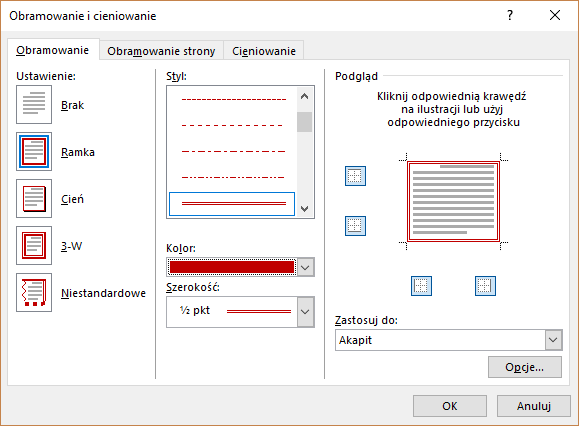 Obramowanie i cieniowanie
?
Obramowanie
Obramowanie strony
Cieniowanie
Ustawienie:
Brak
Ramka
Cień
3-W
Niestandardowe
Styl:
Kolor:
Szerokość:
½ pkt
Podgląd
Kliknij odpowiednią krawędź
na ilustracji lub użyj
odpowiedniego przycisku
Zastosuj do:
Akapit
Opcje...
OK
Anuluj